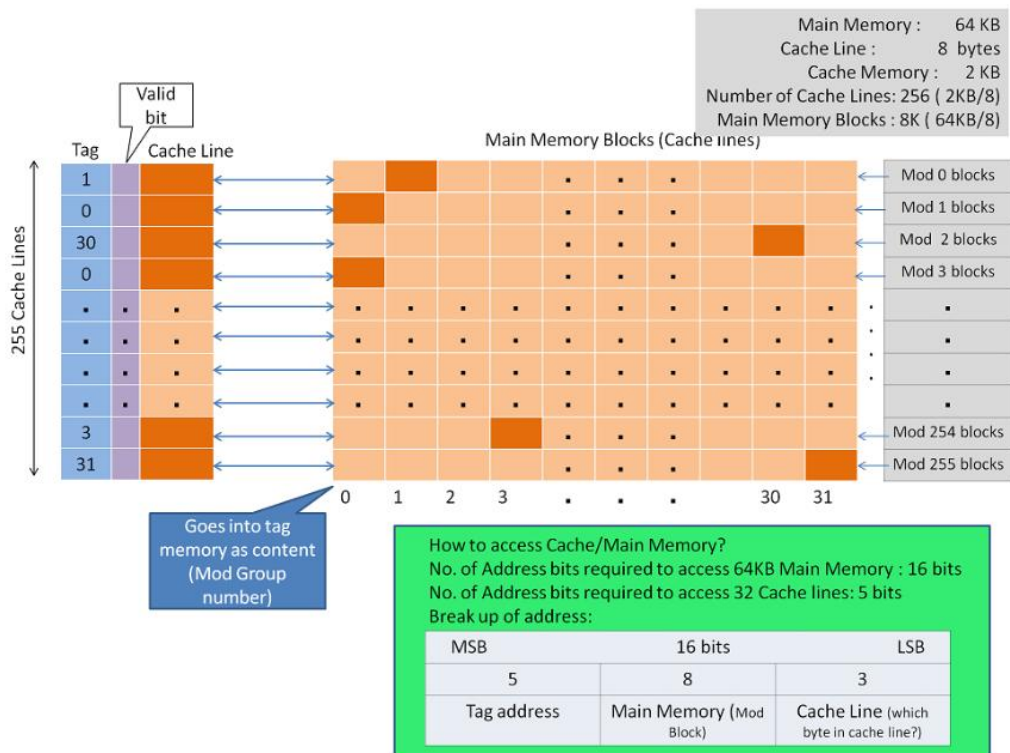 Main Memory : 64 KB
Cache Line : 8 bytes
Cache Memory : 2 KB
Number of Cache Lines: 256 ( 2KB/8)
Main Memory Blocks : 8K ( 64KB/8)
Valid
bit
Tag
Cache Line
Main Memory Blocks (Cache lines)
255 Cache Lines
1
Mod 0 blocks
0
Mod 1 blocks
30
Mod 2 blocks
0
Mod 3 blocks
3
Mod 254 blocks
31
Mod 255 blocks
0 1 2 3 . . . 30 31
Goes into tag
memory as content
(Mod Group
number)
How to access Cache/Main Memory?
No. of Address bits required to access 64KB Main Memory : 16 bits
No. of Address bits required to access 32 Cache lines: 5 bits
Break up of address:
MSB 16 bits LSB
5 8 3
Tag address
Main Memory (Mod
Block)
Cache Line (which
byte in cache line?)